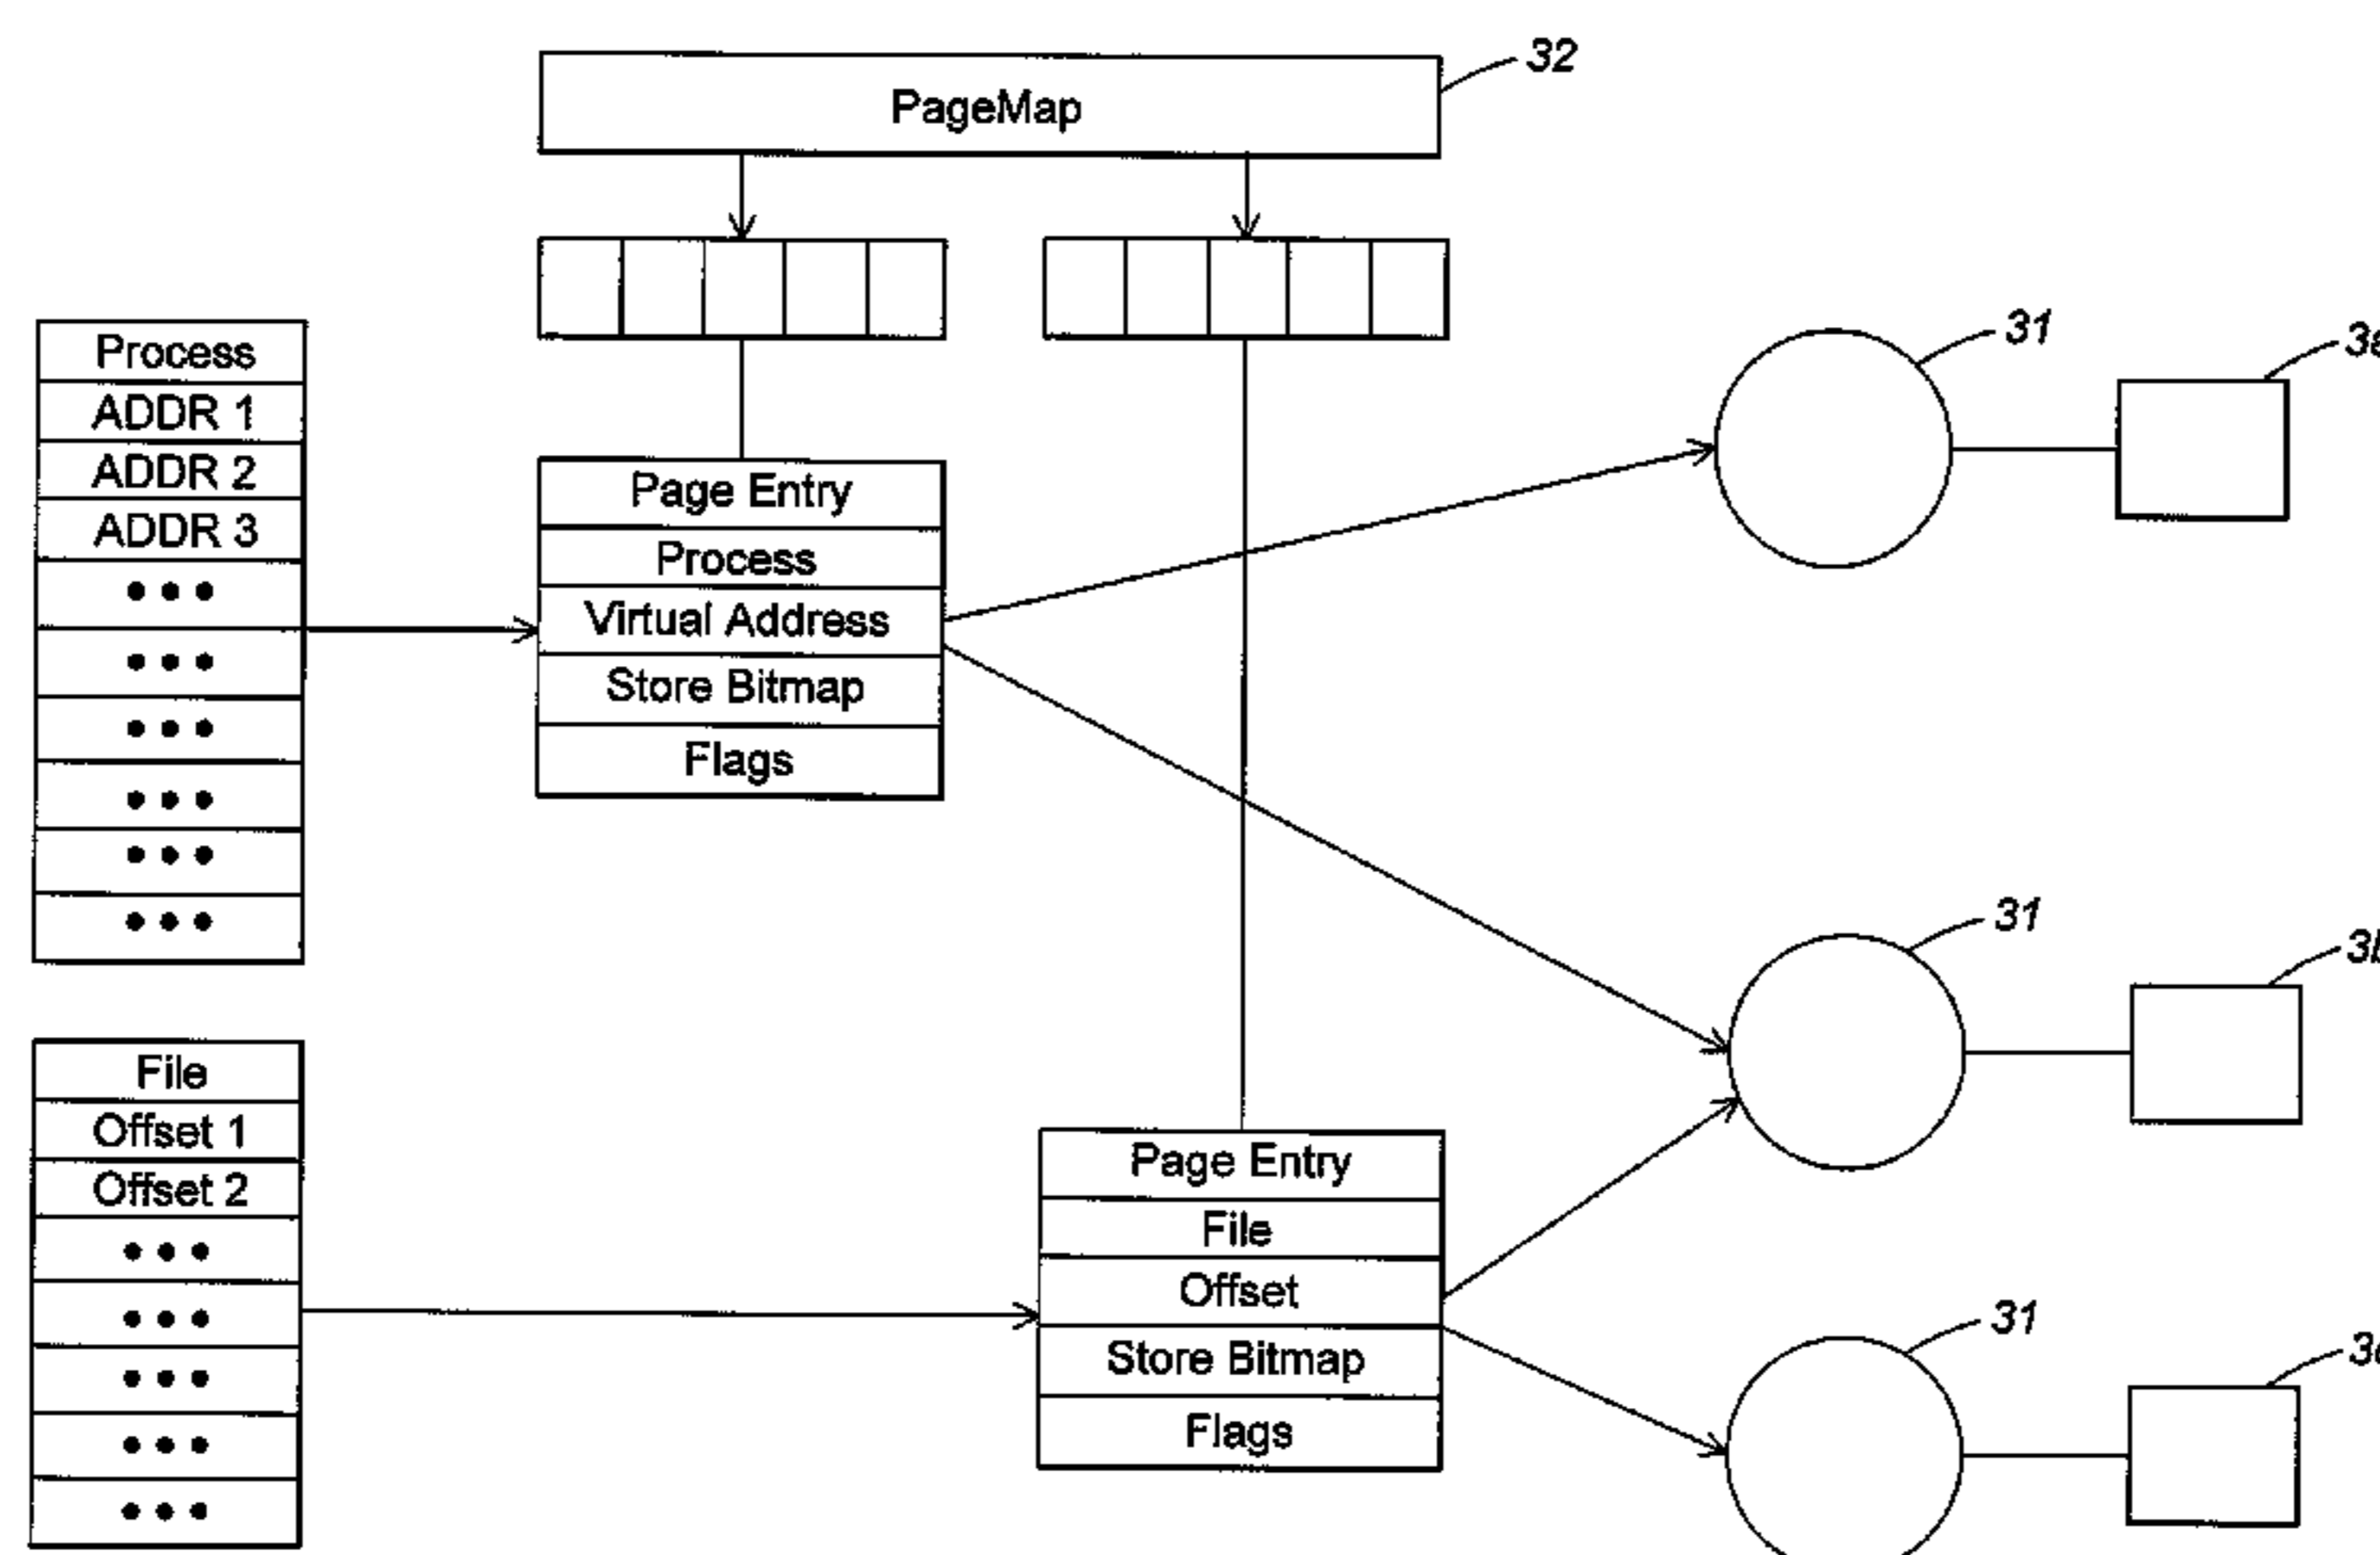 32
PageMap
Process
ADDR 1
ADDR 2
ADDR 3
• • •
• • •
• • •
• • •
• • •
• • •
Page Entry
Process
Virtual Address
Store Bitmap
Flags
31
31
31
File
Offset 1
Offset 2
• • •
• • •
• • •
• • •
• • •
Page Entry
File
Offset
Store Bitmap
Flags